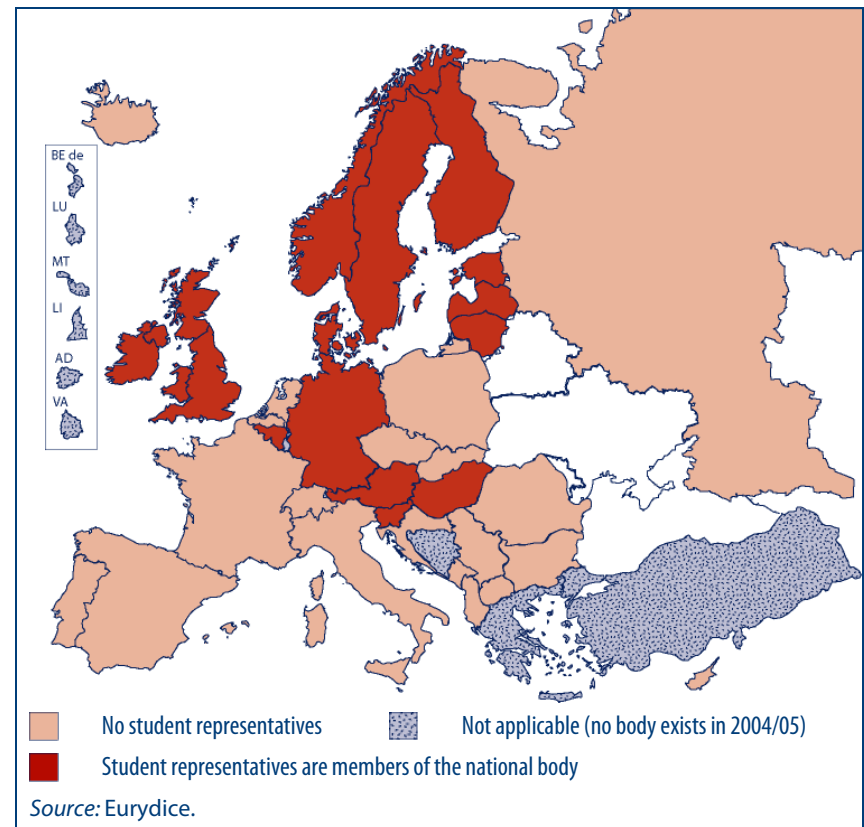 BE de
LU
MT
LI
AD
VA
No student representatives
Not applicable (no body exists in 2004/05)
Student representatives are members of the national body
Source: Eurydice.